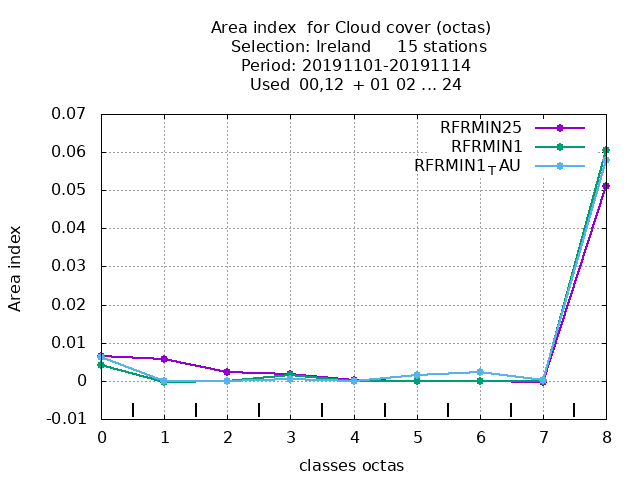 Area index for Cloud cover (octas)
Selection: Ireland 15 stations
Period: 20191101-20191114
Used 00,12 + 01 02 ... 24
RFRMIN25
RFRMIN1
RFRMIN1TAU
0.07
0.06
0.05
0.04
0.03
0.02
0.01
0
-0.01
Area index
0 1 2 3 4 5 6 7 8
classes octas